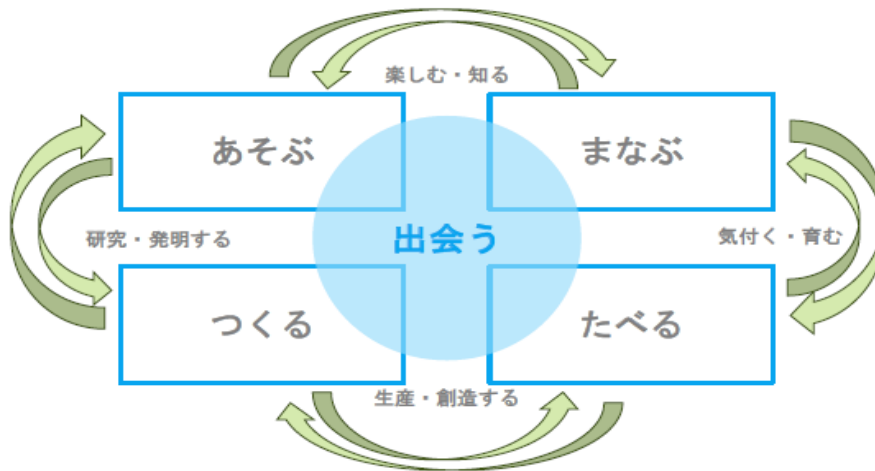 楽しむ・知る
あそぶ
まなぶ
出会う
研究・発明する
気付く・育む
つくる
たべる
生産・創造する